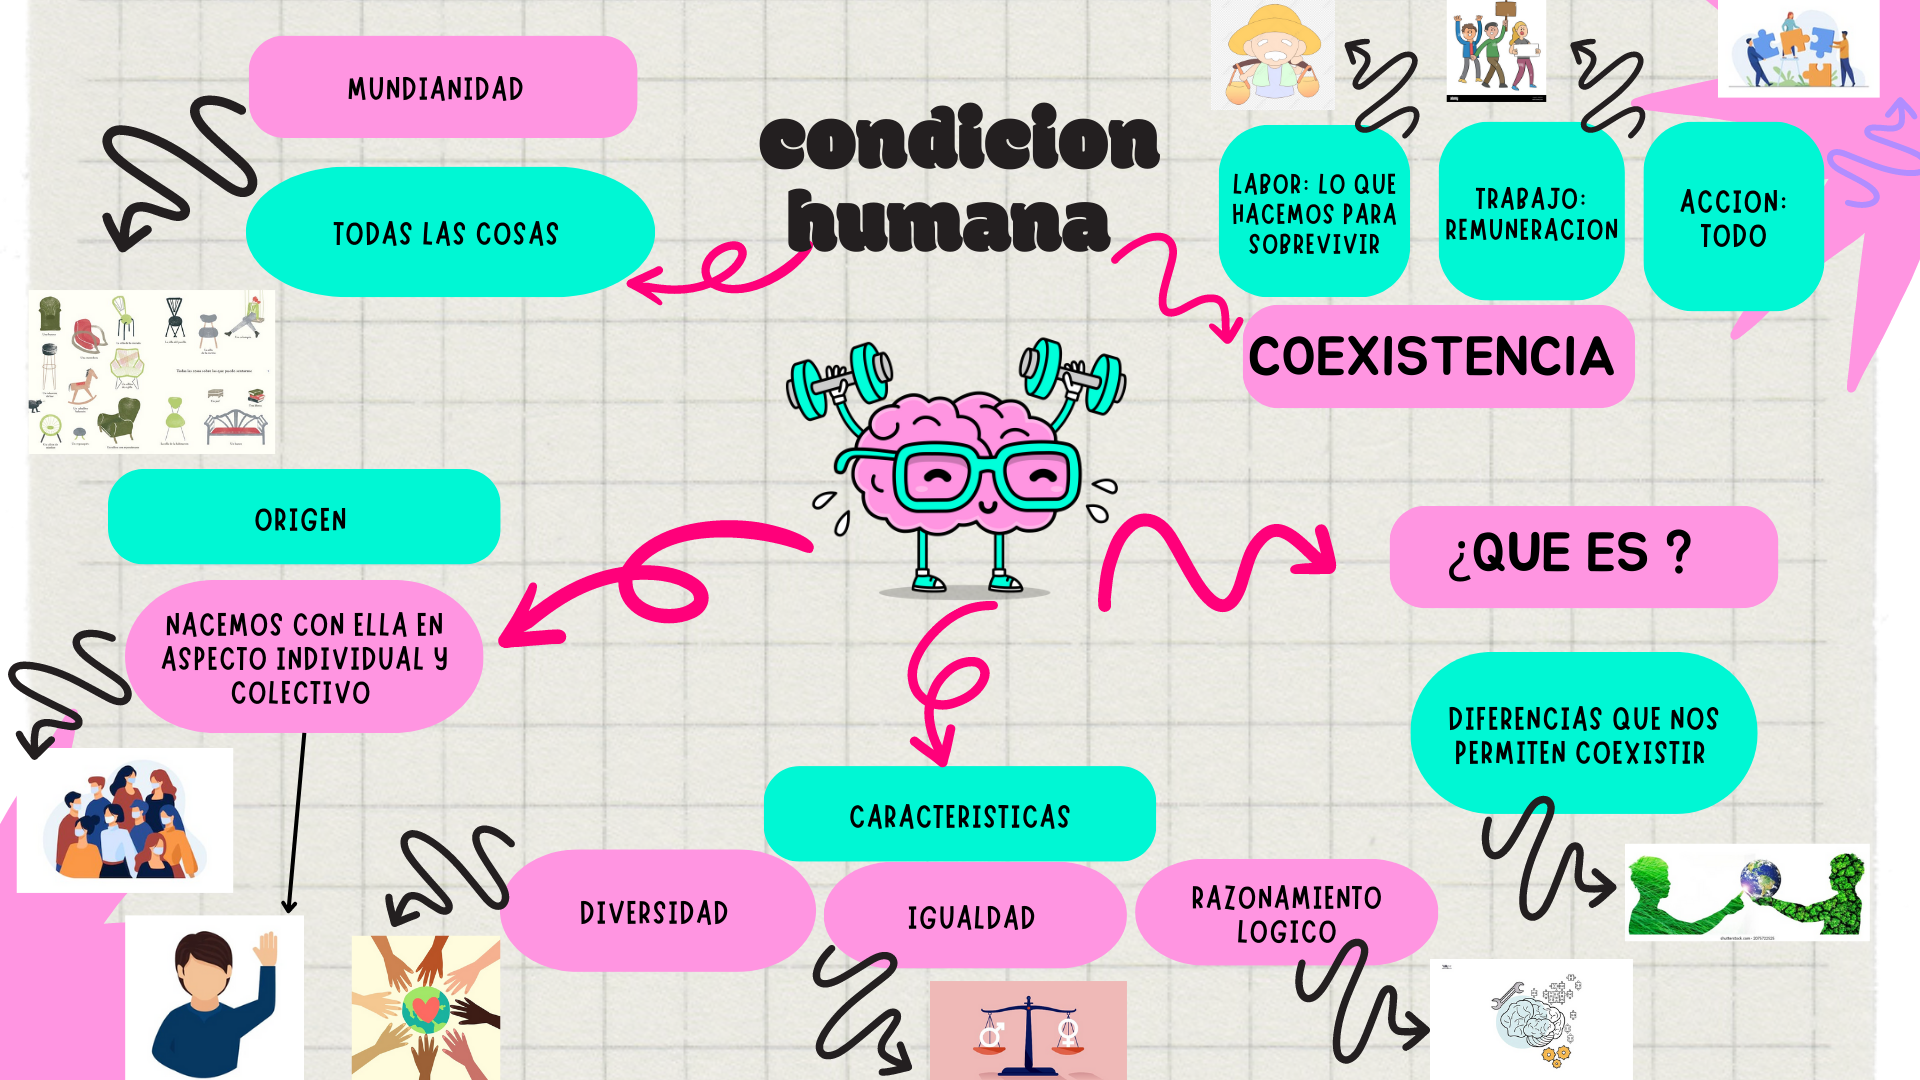 MUNDIANIDAD
TODAS LAS COSAS
condicion
humana
LABOR: LO QUE
HACEMOS PARA
SOBREVIVIR
TRABAJO:
REMUNERACION
ACCION:
TODO
COEXISTENCIA
ORIGEN
NACEMOS CON ELLA EN
ASPECTO INDIVIDUAL Y
COLECTIVO
¿QUE ES ?
DIFERENCIAS QUE NOS
PERMITEN COEXISTIR
CARACTERISTICAS
DIVERSIDAD
IGUALDAD
RAZONAMIENTO
LOGICO